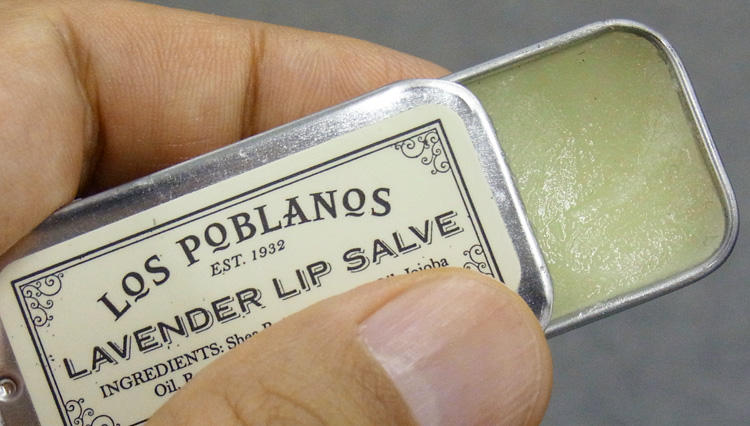 LOS POBLANOS
EST. 1932
LAVENDER LIP SALVE
INGREDIENTS: Shea
Jojoba
Oil,